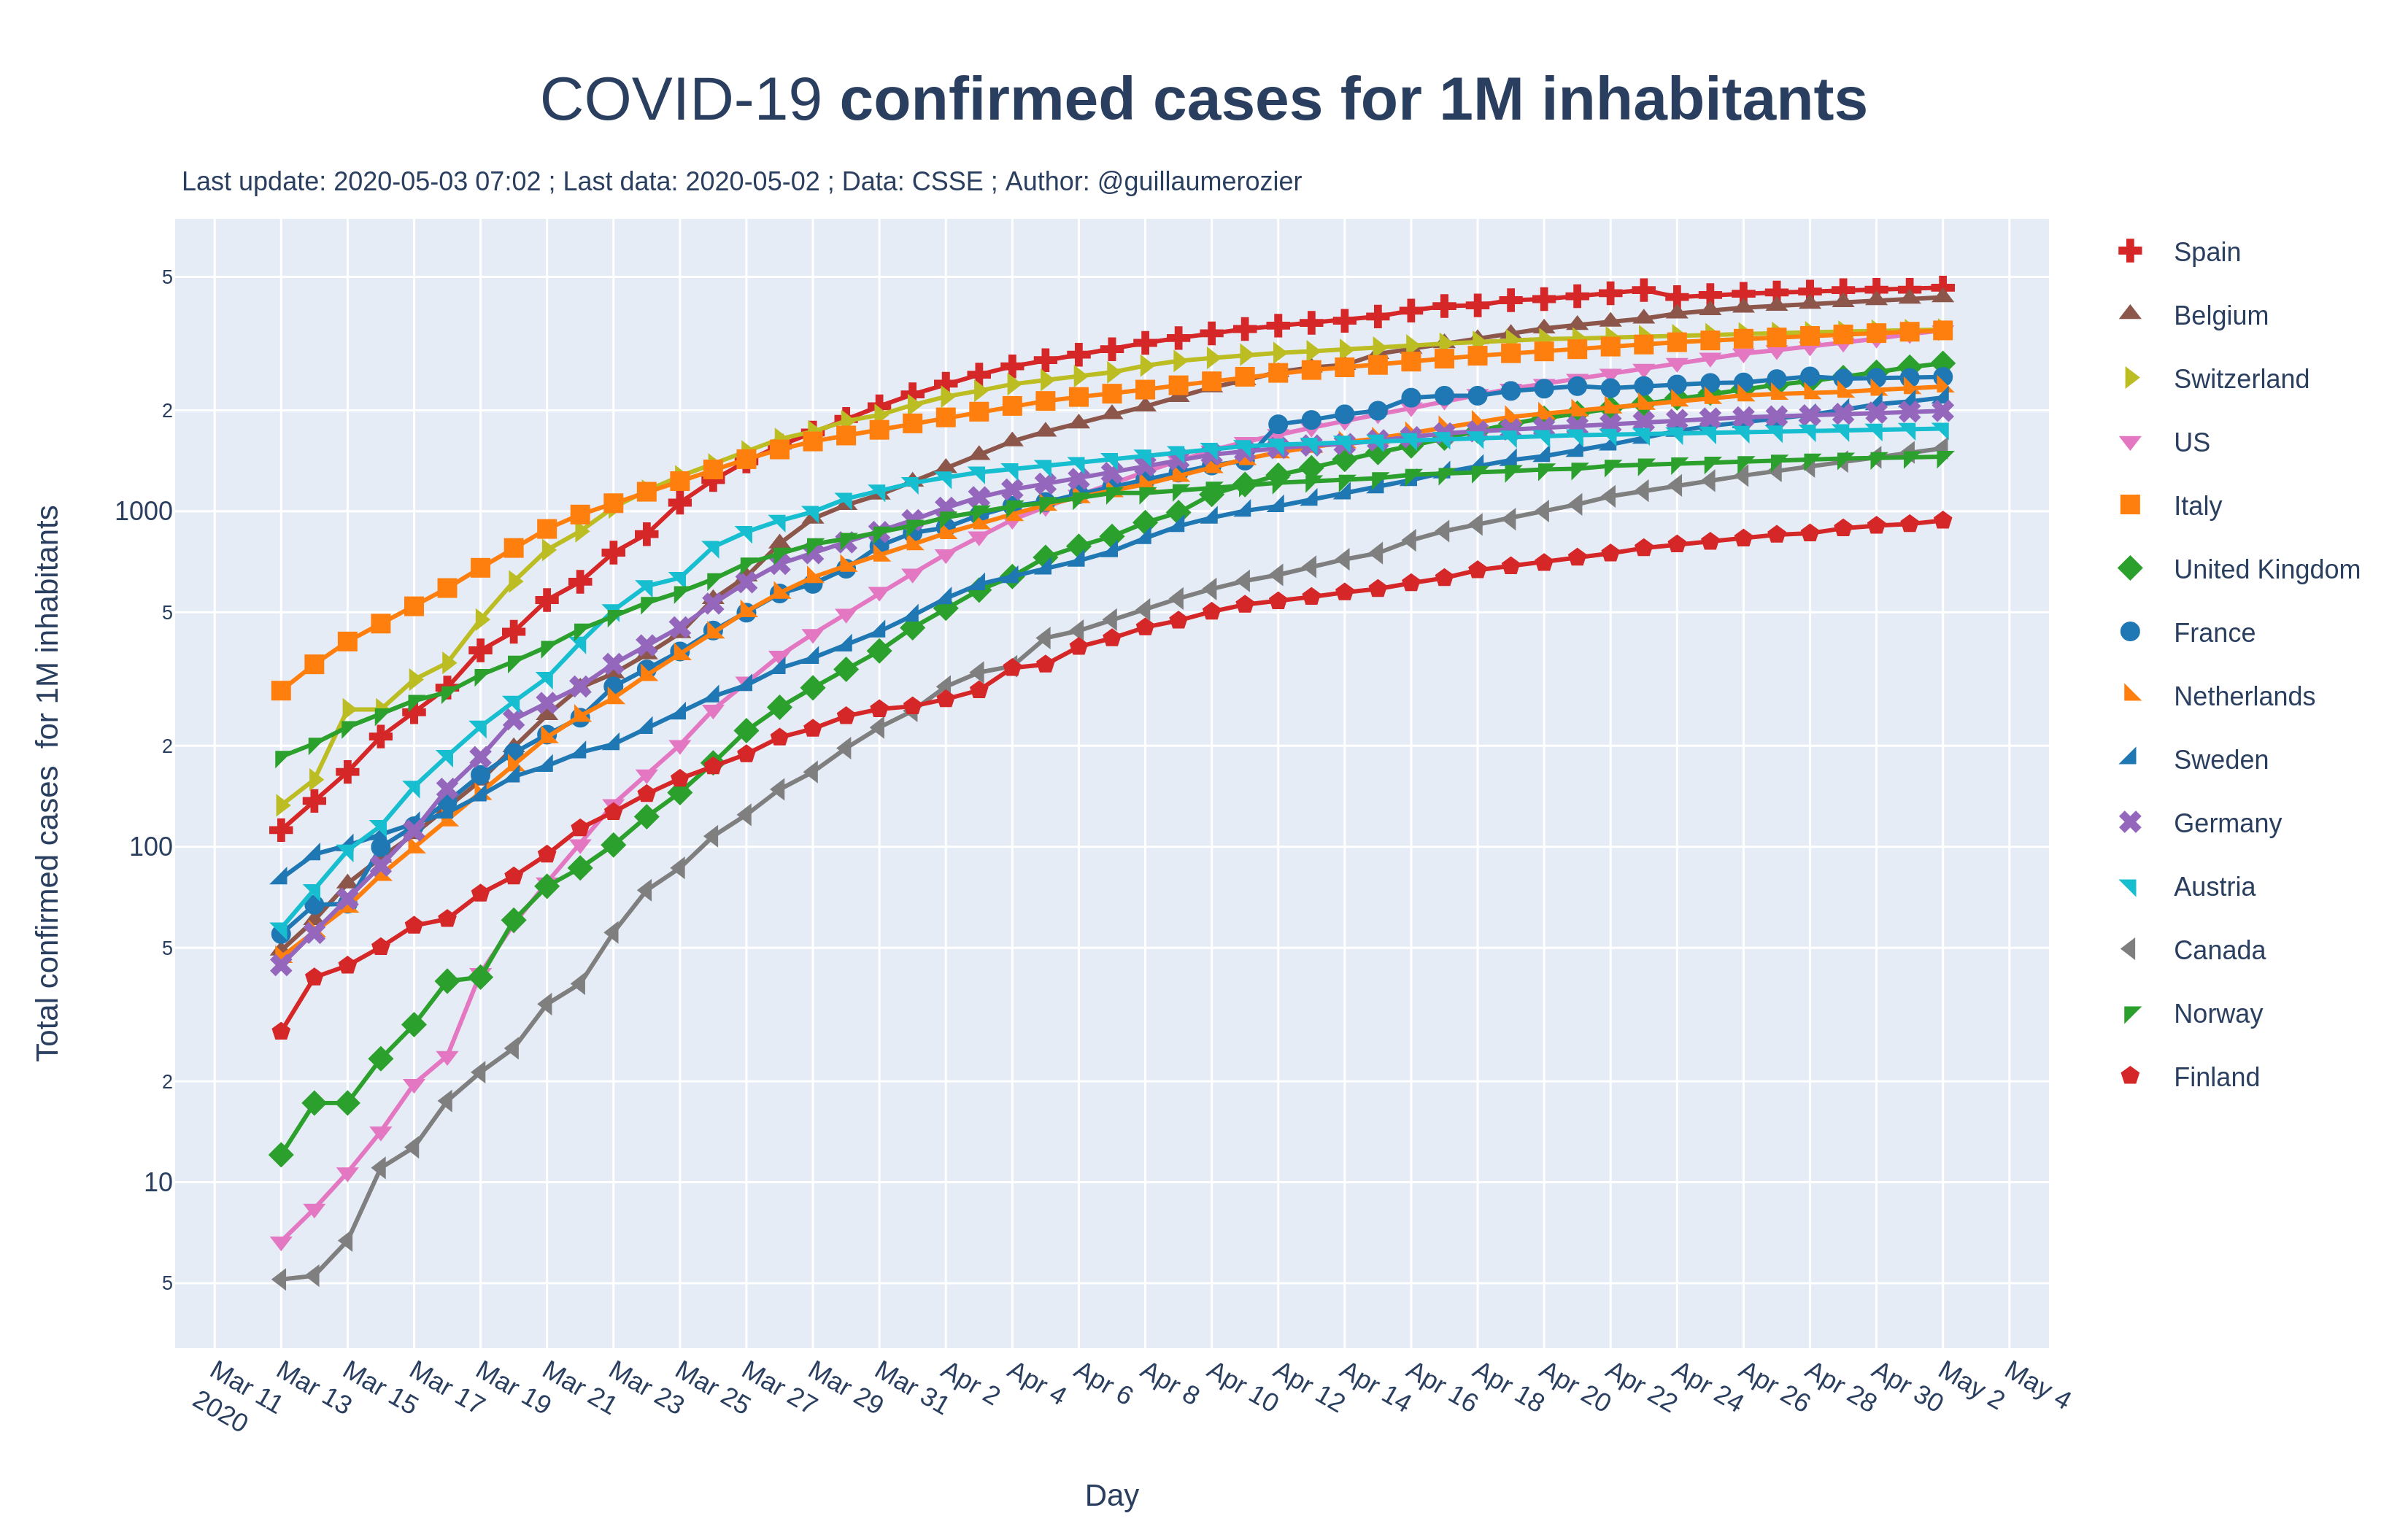 COVID-19 confirmed cases for 1M inhabitants
Last update: 2020-05-03 07:02 ; Last data: 2020-05-02 ; Data: CSSE ; Author: @guillaumerozier
Total confirmed cases for 1M inhabitants
5
2
1000
5
2
100
5
2
10
5
Mar 11
2020
Mar 13
Mar 15
Mar 17
Mar 19
Mar 21
Mar 23
Mar 25
Mar 27
Mar 29
Mar 31
Apr 2
Apr 4
Apr 6
Apr 8
Apr 10
Apr 12
Apr 14
Apr 16
Apr 18
Apr 20
Apr 22
Apr 24
Apr 26
Apr 28
Apr 30
May 2
May 4
Day
Spain
Belgium
Switzerland
US
Italy
United Kingdom
France
Netherlands
Sweden
Germany
Austria
Canada
Norway
Finland